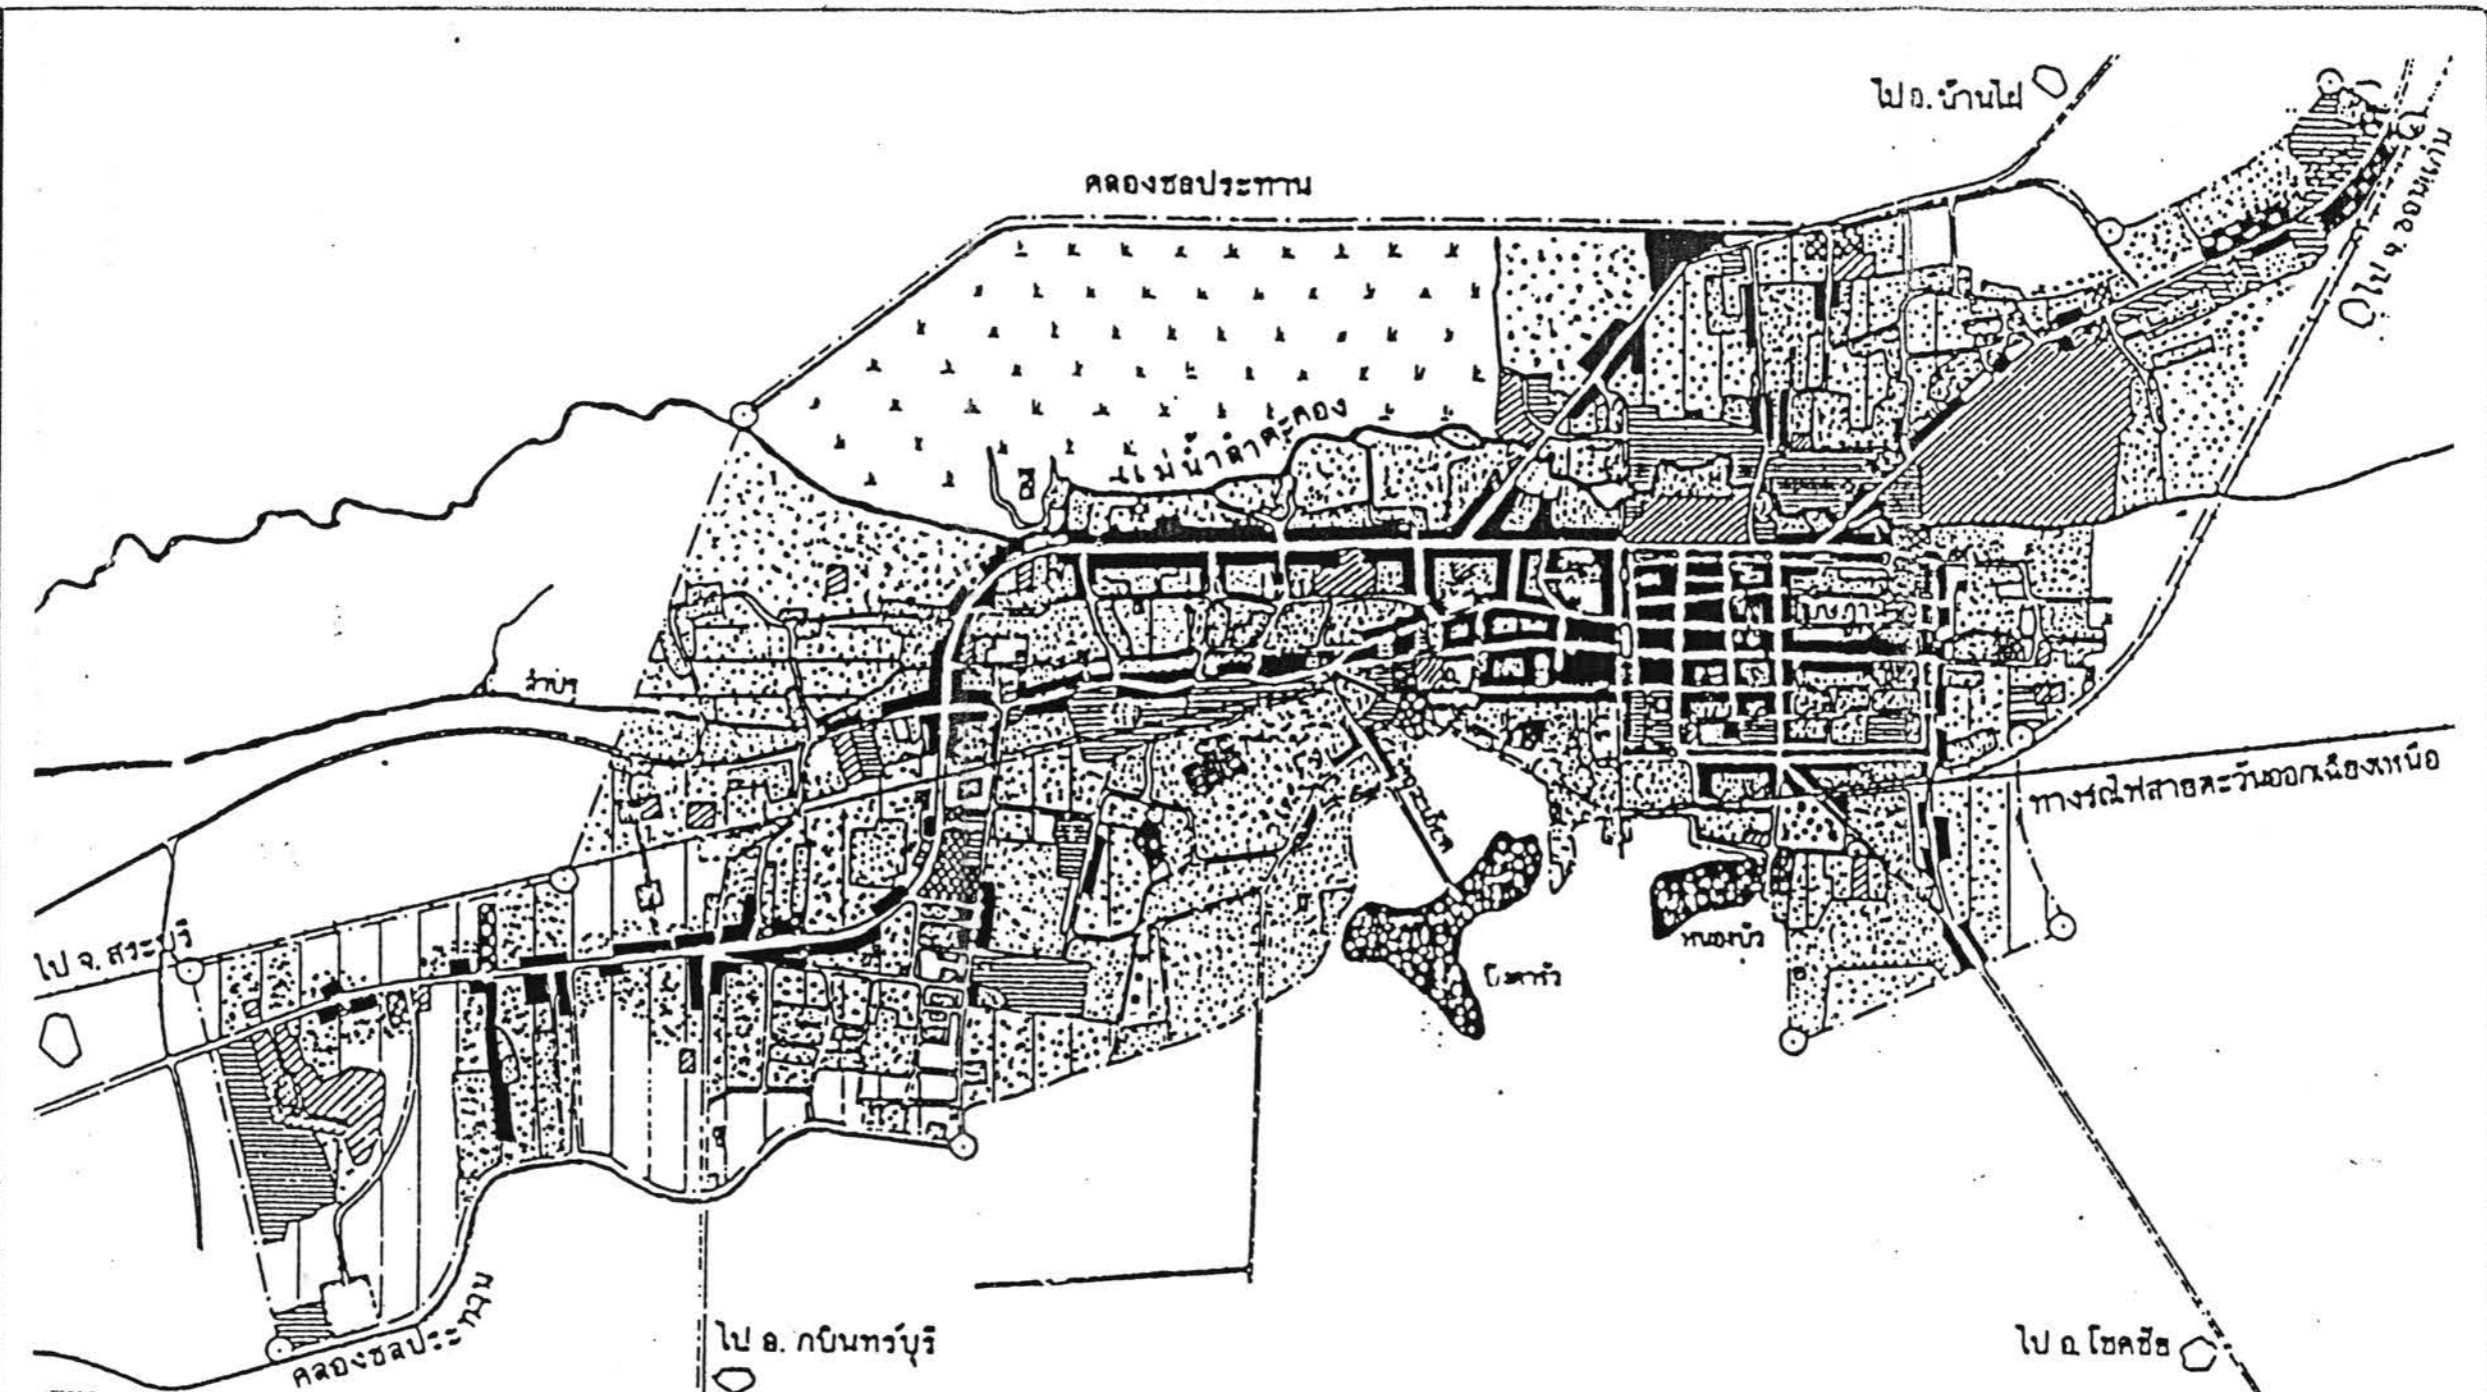 ไป อ. บ้านไผ่
คลองชลประทาน
ไป จ. ขอนแก่น
แม่น้ำลำตะคอง
ทางรถไฟสายตะวันออกเฉียงเหนือ
ไป จ. สระบุรี
หนองบัว
คลองชลประทาน
ไป อ. กบินทร์บุรี
ไป อ. โชคชัย